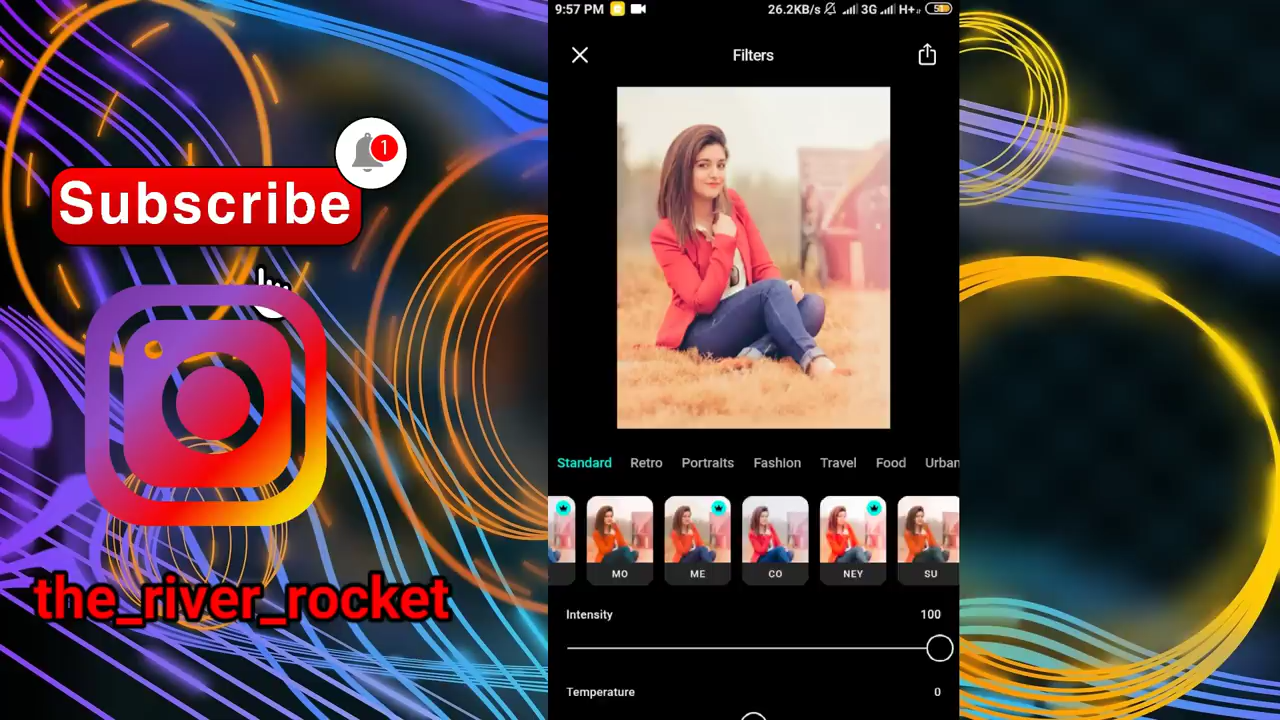 9:57 PM 26.2KB/s 3G H+
Filters
Subscribe
1
the_river_rocket
Standard Retro Portraits Fashion Travel Food Urban
MO ME CO NEY SU
Intensity 100
Temperature 0